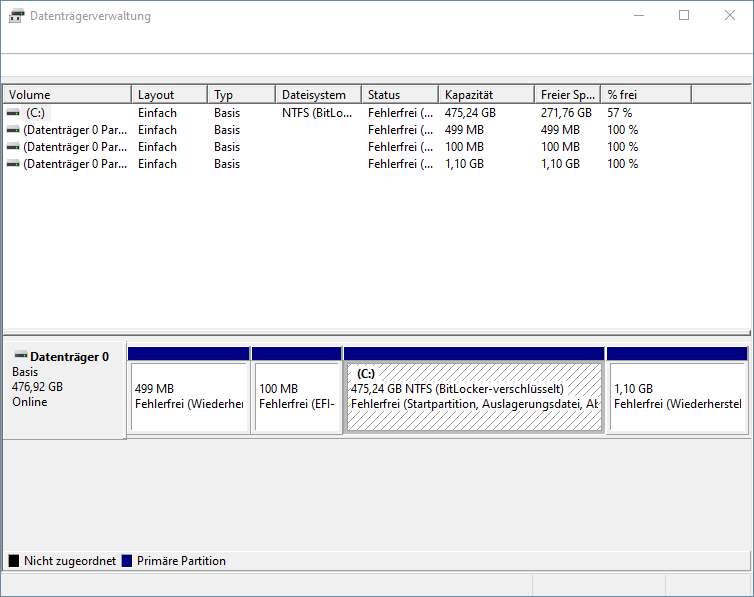 Datenträgerverwaltung
Volume Layout Typ Dateisystem Status Kapazität Freier Sp... % frei
(C:) Einfach Basis NTFS (BitLo... Fehlerfrei (... 475,24 GB 271,76 GB 57 %
(Datenträger 0 Par... Einfach Basis Fehlerfrei (... 499 MB 499 MB 100 %
(Datenträger 0 Par... Einfach Basis Fehlerfrei (... 100 MB 100 MB 100 %
(Datenträger 0 Par... Einfach Basis Fehlerfrei (... 1,10 GB 1,10 GB 100 %
Datenträger 0
Basis
476,92 GB
Online
499 MB
Fehlerfrei (Wiederher
100 MB
Fehlerfrei (EFI-
(C:)
475,24 GB NTFS (BitLocker-verschlüsselt)
Fehlerfrei (Startpartition, Auslagerungsdatei, Ab
1,10 GB
Fehlerfrei (Wiederherstel
Nicht zugeordnet Primäre Partition